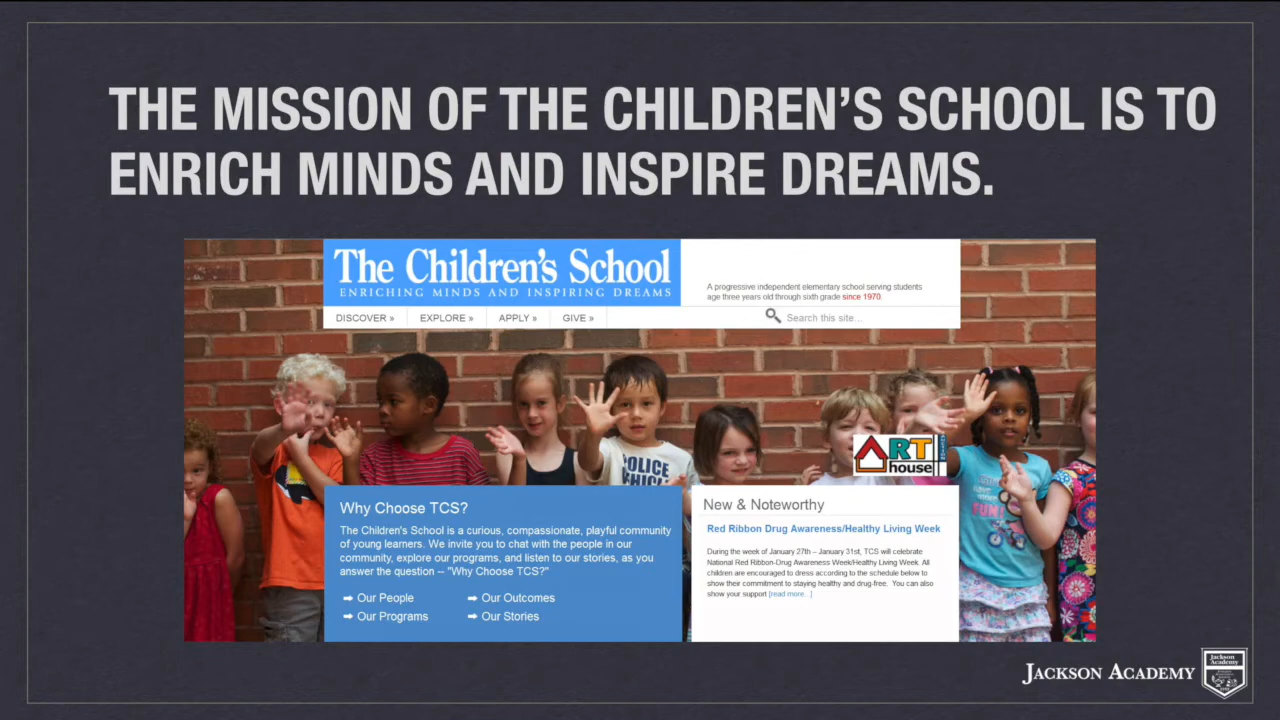 THE MISSION OF THE CHILDREN'S SCHOOL IS TO
ENRICH MINDS AND INSPIRE DREAMS.
The Children's School
ENRICHING MINDS AND INSPIRING DREAMS
A progressive independent elementary school serving students
age three years old through sixth grade since 1970.
DISCOVER » EXPLORE » APPLY » GIVE » Search this site...
POLICE
VEHICLE
ART
house
FUN!
Why Choose TCS?
The Children's School is a curious, compassionate, playful community
of young learners. We invite you to chat with the people in our
community, explore our programs, and listen to our stories, as you
answer the question -- "Why Choose TCS?"
➡ Our People ➡ Our Outcomes
➡ Our Programs ➡ Our Stories
New & Noteworthy
Red Ribbon Drug Awareness/Healthy Living Week
During the week of January 27th – January 31st, TCS will celebrate
National Red Ribbon-Drug Awareness Week/Healthy Living Week. All
children are encouraged to dress according to the schedule below to
show their commitment to staying healthy and drug-free. You can also
show your support [read more...]
JACKSON ACADEMY
Jackson
Academy